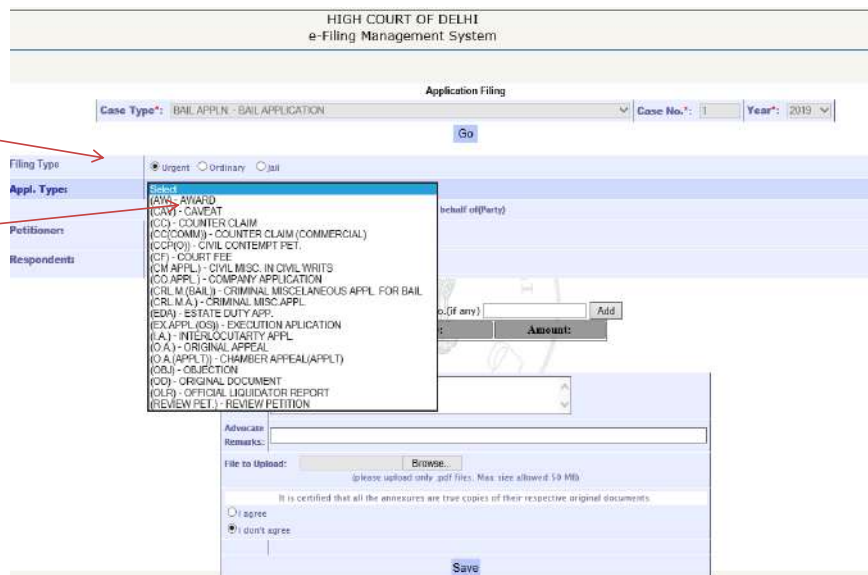 HIGH COURT OF DELHI
e-Filing Management System
Application Filing
Case Type*: BAIL APPLN - BAIL APPLICATION Case No.*: 1 Year*: 2019
Go
Filing Type Urgent Ordinary Jail
Appl. Type:
Select
(AW) - AWARD
(CAV) - CAVEAT
behalf of(Party)
(CC) - COUNTER CLAIM
Petitioner:
(CC(COMM)) - COUNTER CLAIM (COMMERCIAL)
(CCP(O)) - CIVIL CONTEMPT PET.
(CF) - COURT FEE
Respondent:
(CM APPL.) - CIVIL MISC. IN CIVIL WRITS
(CO.APPL.) - COMPANY APPLICATION
(CRL.M.(BAIL)) - CRIMINAL MISCELANEOUS APPL. FOR BAIL
(CRL.M.A.) - CRIMINAL MISC.APPL
(EDA) - ESTATE DUTY APP.
o.(if any) Add
(EX.APPL.(OS)) - EXECUTION APLICATION
(I.A.) - INTERLOCUTARTY APPL.
Amount:
(O.A.) - ORIGINAL APPEAL
(O.A.(APPLT)) - CHAMBER APPEAL(APPLT)
(OBJ) - OBJECTION
(OD) - ORIGINAL DOCUMENT
(OLR) - OFFICIAL LIQUIDATOR REPORT
(REVIEW PET.) - REVIEW PETITION
Advocate
Remarks:
File to Upload: Browse...
(please upload only .pdf files. Max size allowed 50 MB)
It is certified that all the annexures are true copies of their respective original documents
I agree
I don't agree
Save